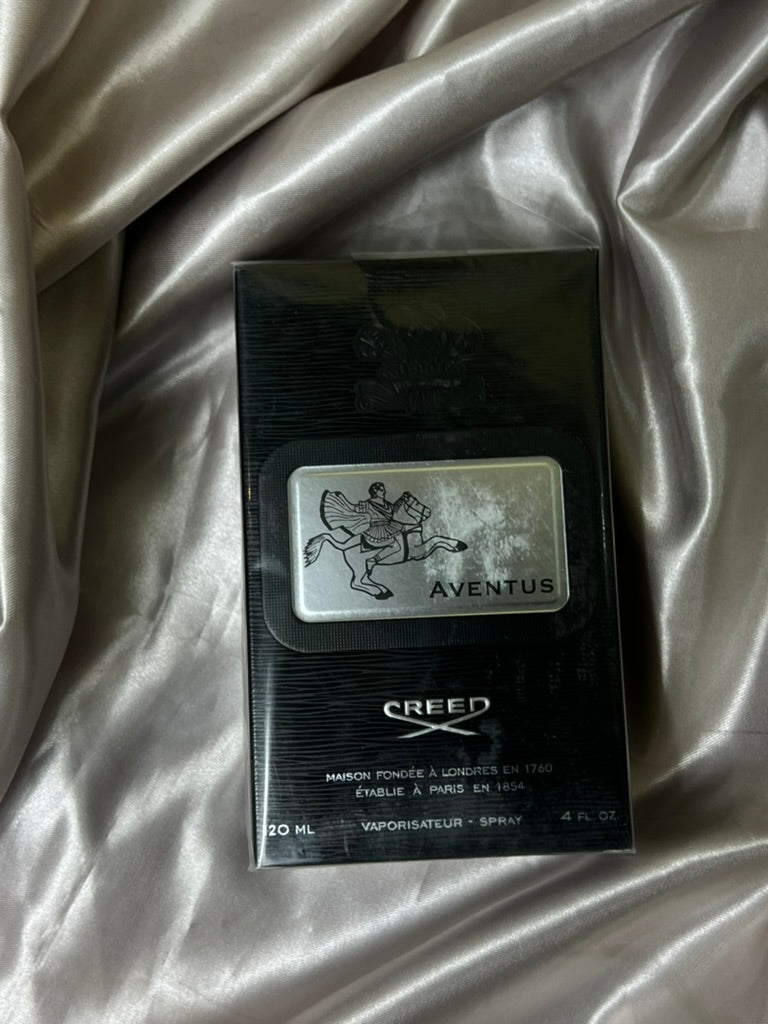 AVENTUS
CREED
MAISON FONDÉE À LONDRES EN 1760
ÉTABLIE À PARIS EN 1854
20 ML VAPORISATEUR - SPRAY 4 FL. OZ.